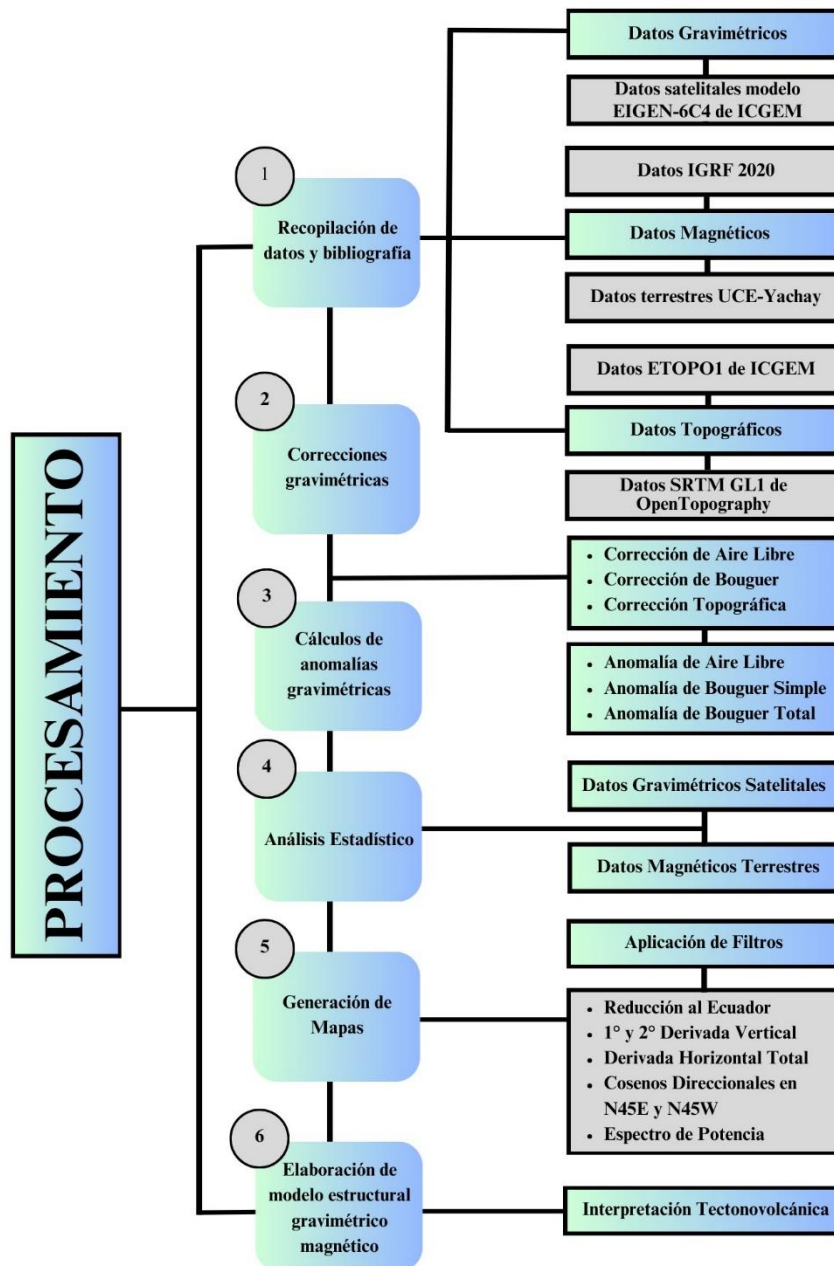 PROCESAMIENTO
1
Recopilación de
datos y bibliografía
Datos Gravimétricos
Datos satelitales modelo
EIGEN-6C4 de ICGEM
Datos IGRF 2020
Datos Magnéticos
Datos terrestres UCE-Yachay
Datos ETOPO1 de ICGEM
Datos Topográficos
Datos SRTM GL1 de
OpenTopography
2
Correcciones
gravimétricas
• Corrección de Aire Libre
• Corrección de Bouguer
• Corrección Topográfica
3
Cálculos de
anomalías
gravimétricas
• Anomalía de Aire Libre
• Anomalía de Bouguer Simple
• Anomalía de Bouguer Total
4
Análisis Estadístico
Datos Gravimétricos Satelitales
Datos Magnéticos Terrestres
5
Generación de
Mapas
Aplicación de Filtros
• Reducción al Ecuador
• 1° y 2° Derivada Vertical
• Derivada Horizontal Total
• Cosenos Direccionales en
N45E y N45W
• Espectro de Potencia
6
Elaboración de
modelo estructural
gravimétrico
magnético
Interpretación Tectonovolcánica